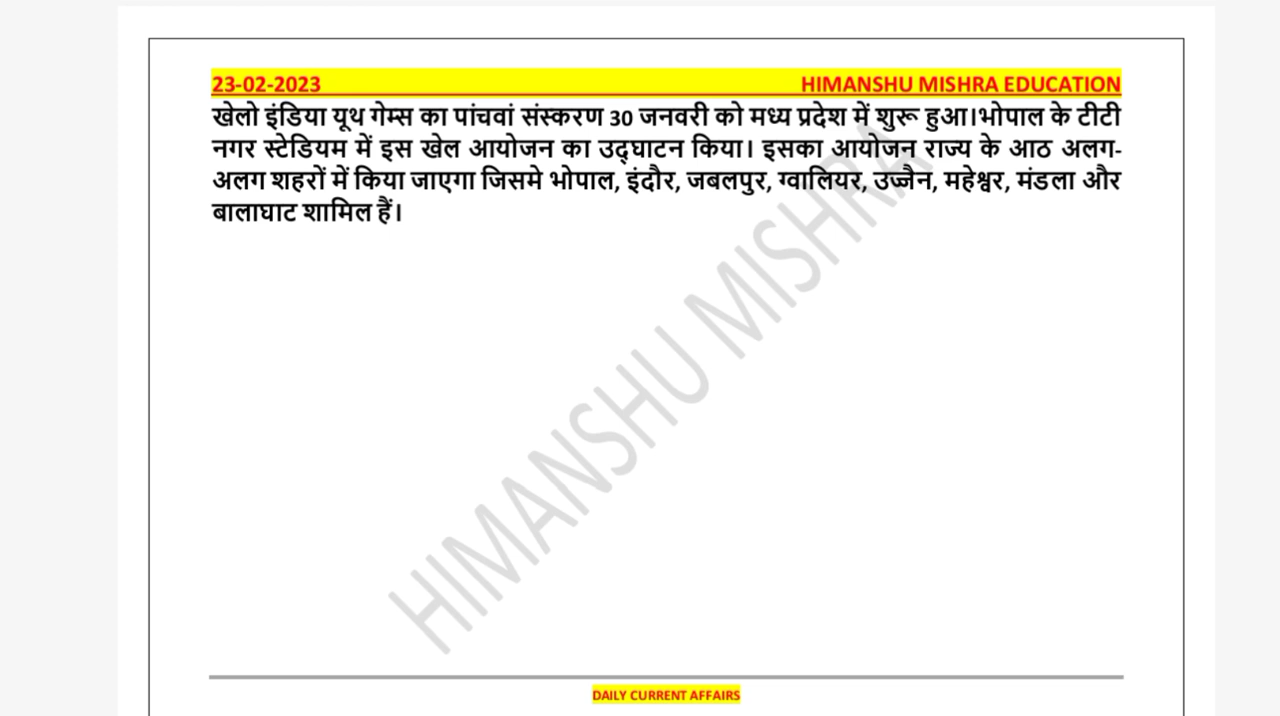 23-02-2023 HIMANSHU MISHRA EDUCATION
खेलो इंडिया यूथ गेम्स का पांचवां संस्करण 30 जनवरी को मध्य प्रदेश में शुरू हुआ।भोपाल के टीटी
नगर स्टेडियम में इस खेल आयोजन का उद्घाटन किया। इसका आयोजन राज्य के आठ अलग-
अलग शहरों में किया जाएगा जिसमे भोपाल, इंदौर, जबलपुर, ग्वालियर, उज्जैन, महेश्वर, मंडला और
बालाघाट शामिल हैं।
HIMANSHU MISHRA
DAILY CURRENT AFFAIRS